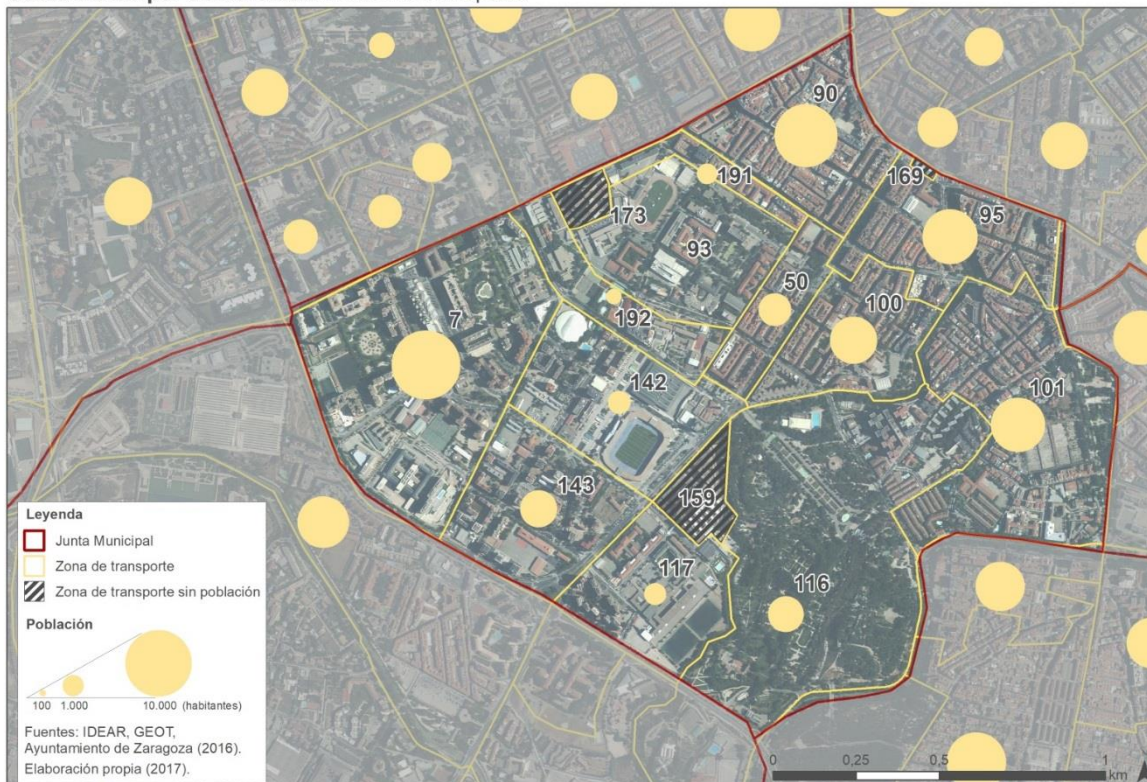 90
191
169
173
95
93
50
7
192
100
142
101
143
159
117
116
Leyenda
Junta Municipal
Zona de transporte
Zona de transporte sin población
Población
100 1.000 10.000 (habitantes)
Fuentes: IDEAR, GEOT,
Ayuntamiento de Zaragoza (2016).
Elaboración propia (2017).
0 0,25 0,5 1
km